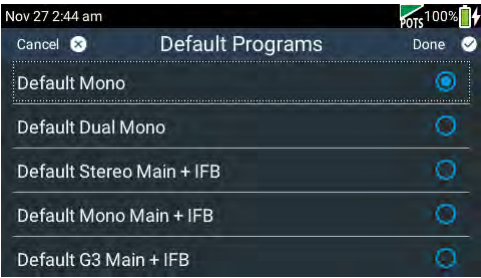 Nov 27 2:44 am POTS 100%
Cancel Default Programs Done
Default Mono
Default Dual Mono
Default Stereo Main + IFB
Default Mono Main + IFB
Default G3 Main + IFB